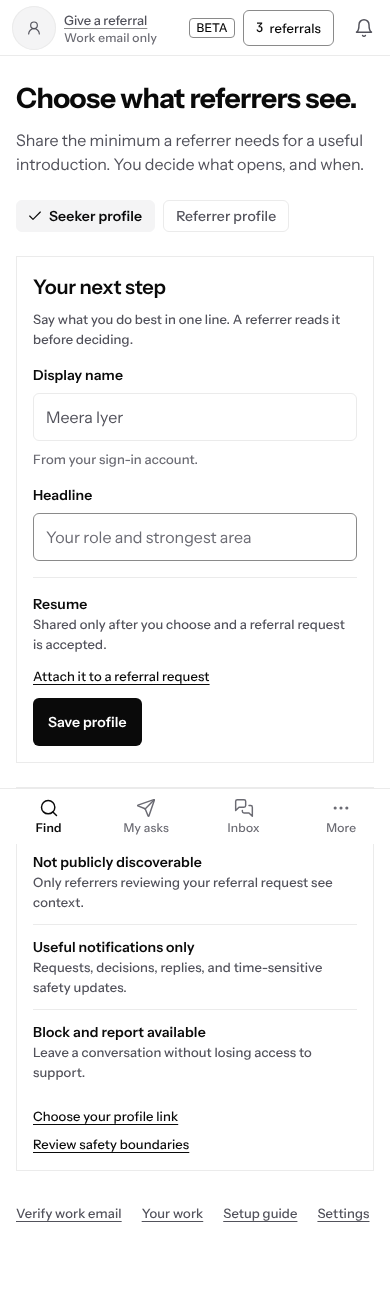 Give a referral
Work email only
BETA
3 referrals
Choose what referrers see.
Share the minimum a referrer needs for a useful
introduction. You decide what opens, and when.
Seeker profile
Referrer profile
Your next step
Say what you do best in one line. A referrer reads it
before deciding.
Display name
Meera Iyer
From your sign-in account.
Headline
Your role and strongest area
Resume
Shared only after you choose and a referral request
is accepted.
Attach it to a referral request
Save profile
Find
My asks
Inbox
More
Not publicly discoverable
Only referrers reviewing your referral request see
context.
Useful notifications only
Requests, decisions, replies, and time-sensitive
safety updates.
Block and report available
Leave a conversation without losing access to
support.
Choose your profile link
Review safety boundaries
Verify work email
Your work
Setup guide
Settings